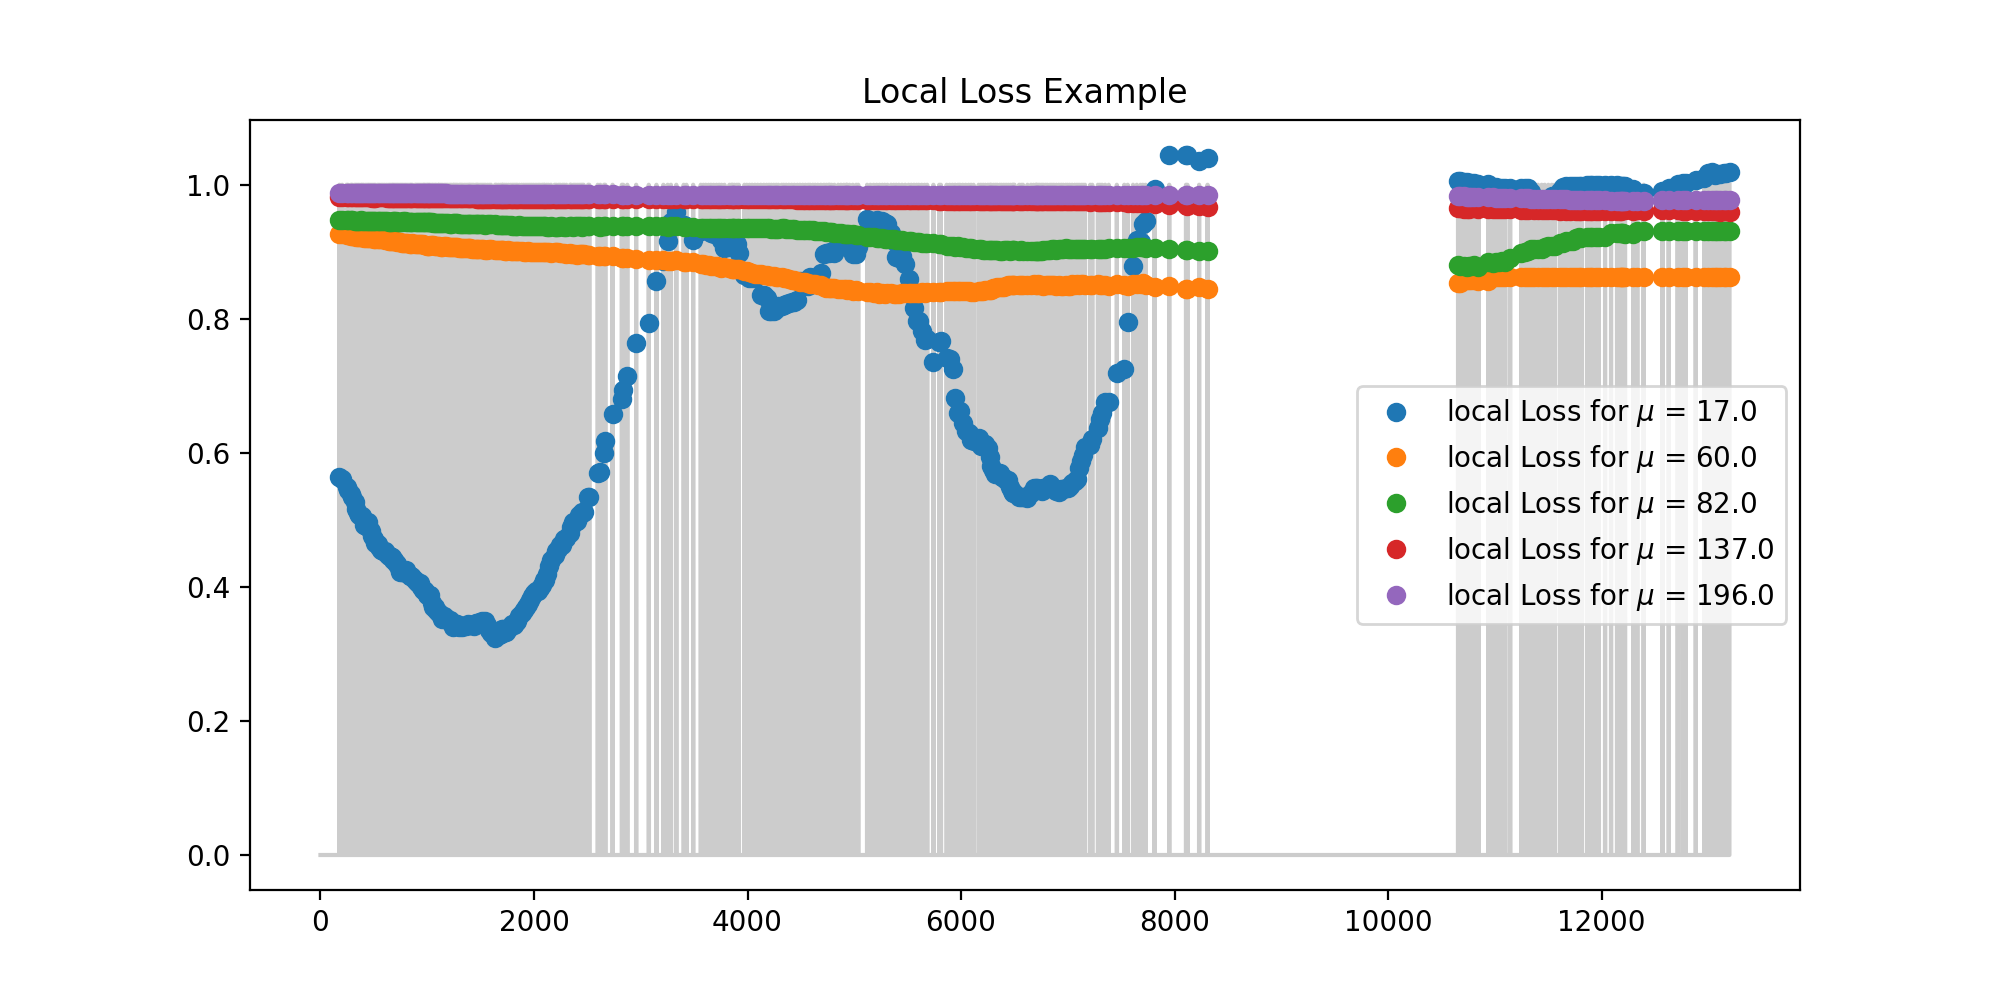 Local Loss Example
1.0
0.8
0.6
0.4
0.2
0.0
local Loss for μ = 17.0
local Loss for μ = 60.0
local Loss for μ = 82.0
local Loss for μ = 137.0
local Loss for μ = 196.0
0 2000 4000 6000 8000 10000 12000